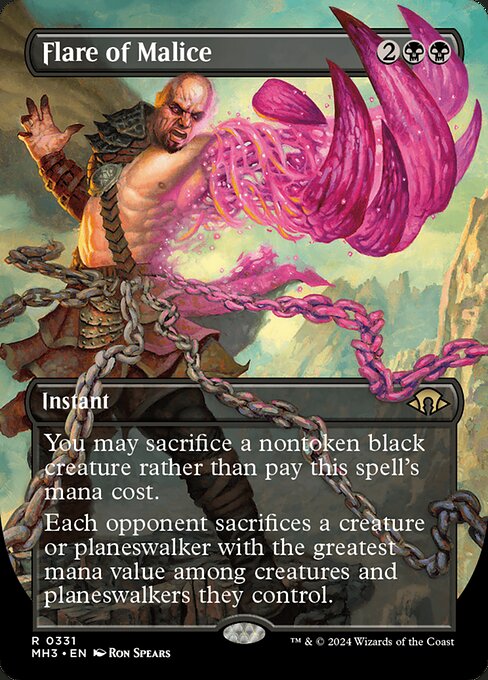 Flare of Malice 2
Instant
You may sacrifice a nontoken black
creature rather than pay this spell's
mana cost.
Each opponent sacrifices a creature
or planeswalker with the greatest
mana value among creatures and
planeswalkers they control.
R 0331
MH3 • EN Ron Spears
™ & © 2024 Wizards of the Coast